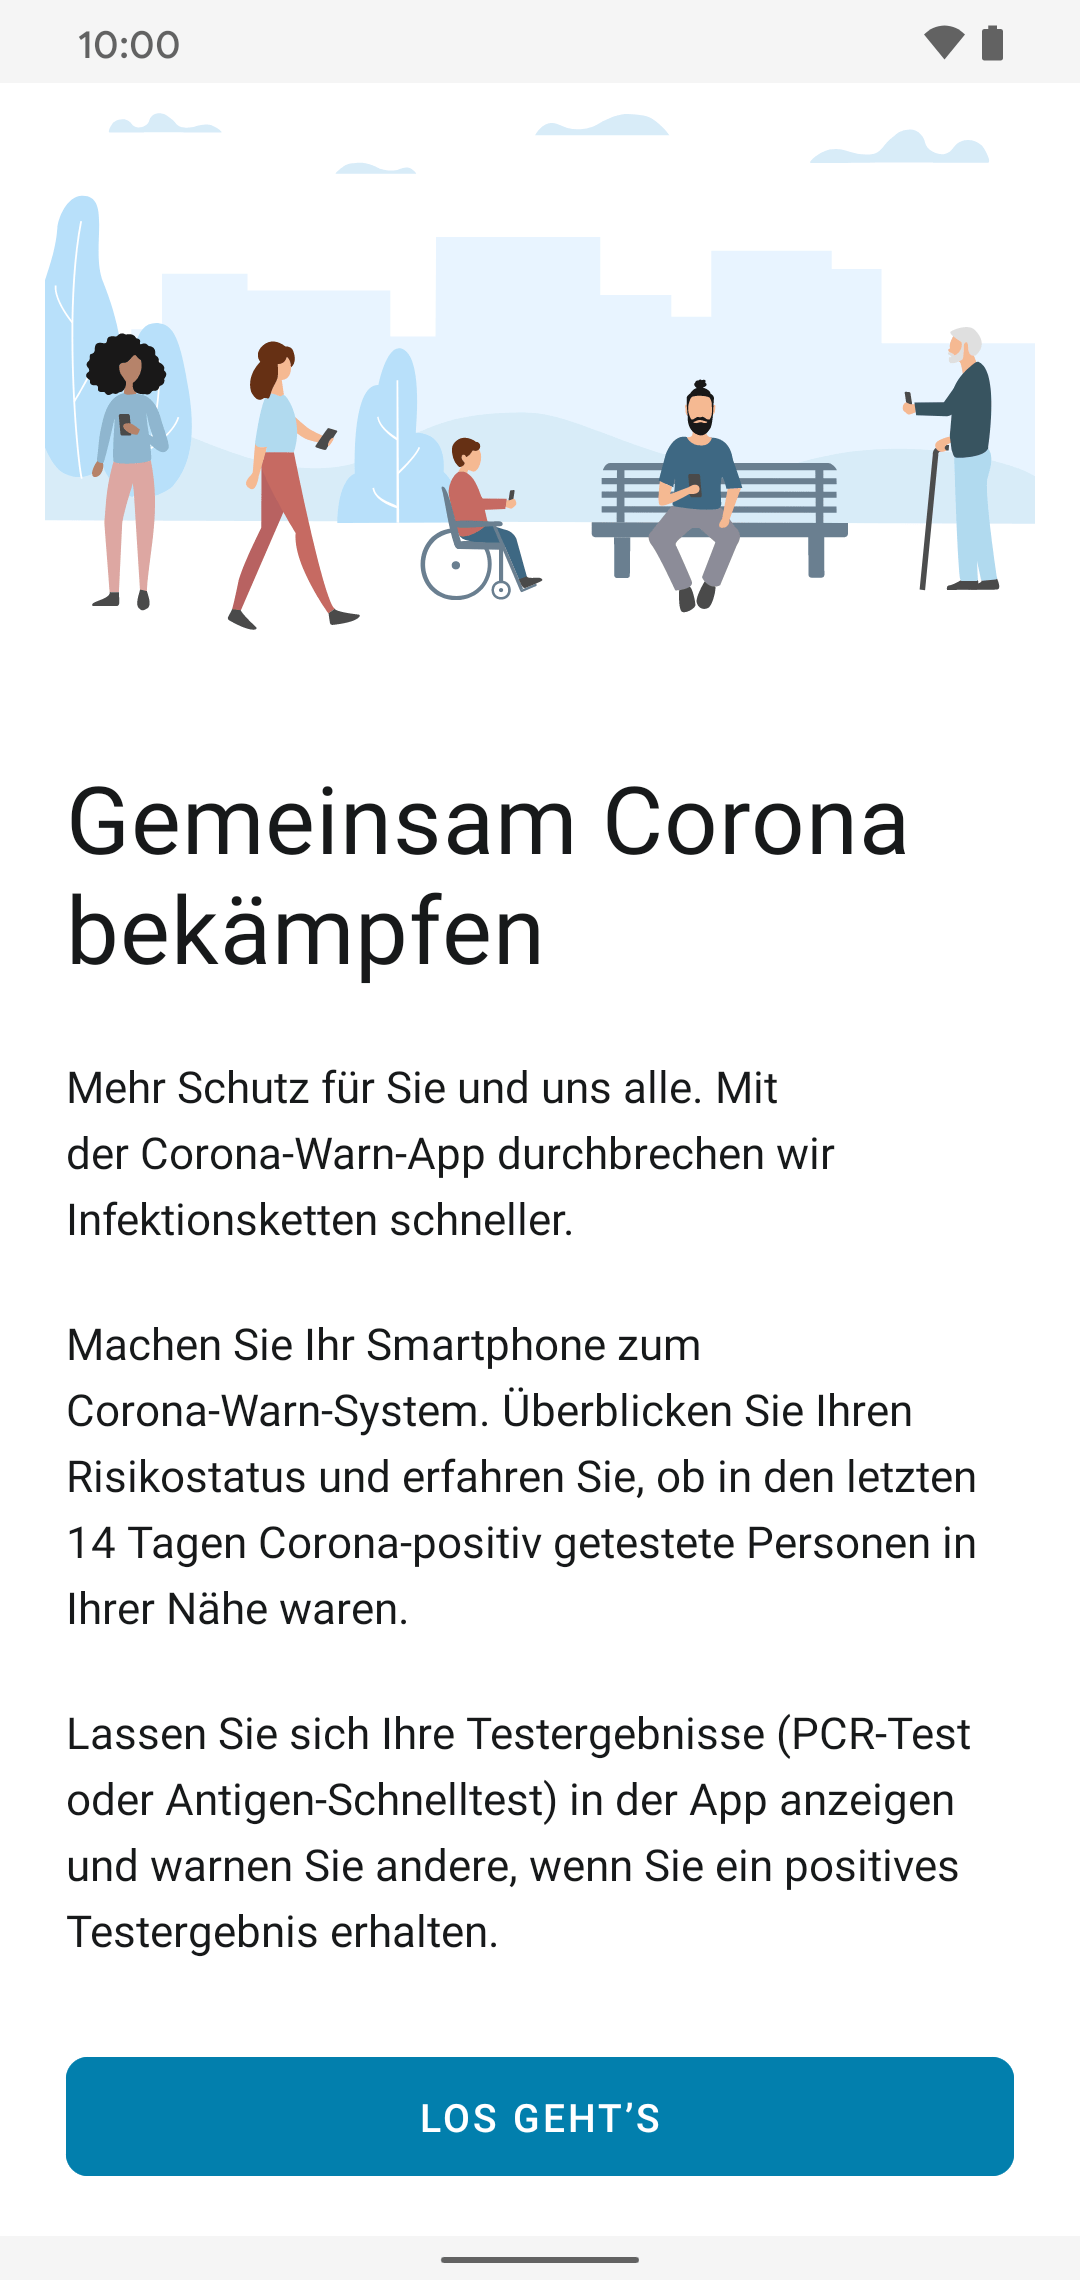 10:00
Gemeinsam Corona
bekämpfen
Mehr Schutz für Sie und uns alle. Mit
der Corona-Warn-App durchbrechen wir
Infektionsketten schneller.
Machen Sie Ihr Smartphone zum
Corona-Warn-System. Überblicken Sie Ihren
Risikostatus und erfahren Sie, ob in den letzten
14 Tagen Corona-positiv getestete Personen in
Ihrer Nähe waren.
Lassen Sie sich Ihre Testergebnisse (PCR-Test
oder Antigen-Schnelltest) in der App anzeigen
und warnen Sie andere, wenn Sie ein positives
Testergebnis erhalten.
LOS GEHT’S